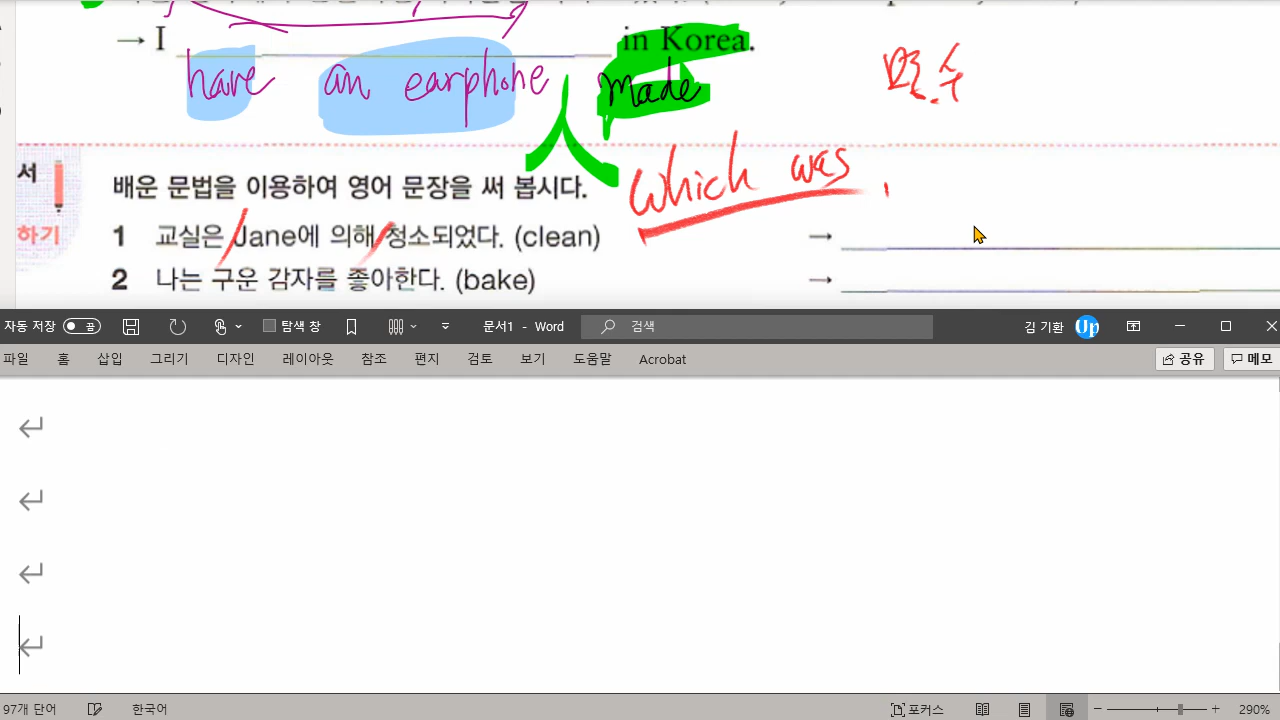 → I ______ in Korea.
have an earphone made
which was
배운 문법을 이용하여 영어 문장을 써 봅시다.
서
하기
1 교실은 Jane에 의해 청소되었다. (clean) →
2 나는 구운 감자를 좋아한다. (bake) →
자동 저장 끔 탐색 창 문서1 - Word 검색 김 기환 Up
파일 홈 삽입 그리기 디자인 레이아웃 참조 편지 검토 보기 도움말 Acrobat 공유 메모
97개 단어 한국어 포커스 290%